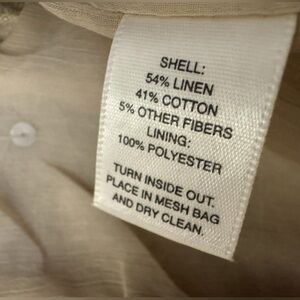 SHELL:
54% LINEN
41% COTTON
5% OTHER FIBERS
LINING:
100% POLYESTER
TURN INSIDE OUT.
PLACE IN MESH BAG
AND DRY CLEAN.